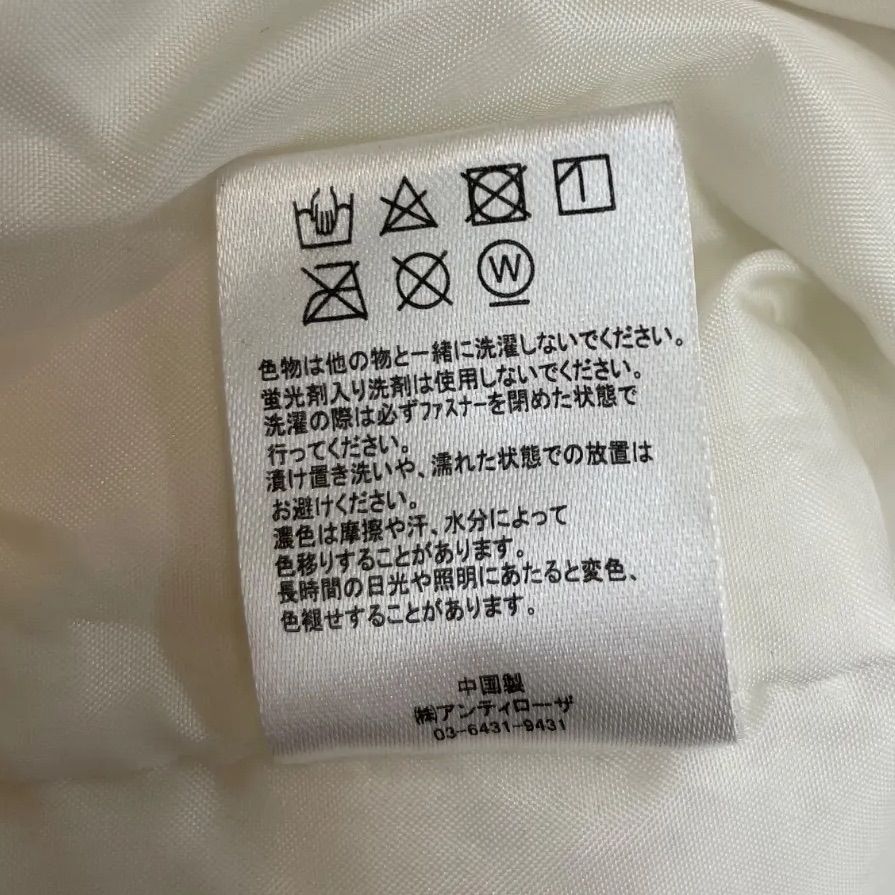 W
色物は他の物と一緒に洗濯しないでください。
蛍光剤入り洗剤は使用しないでください。
洗濯の際は必ずファスナーを閉めた状態で
行ってください。
漬け置き洗いや、濡れた状態での放置は
お避けください。
濃色は摩擦や汗、水分によって
色移りすることがあります。
長時間の日光や照明にあたると変色、
色褪せすることがあります。
中国製
㈱アンティローザ
03-6431-9431